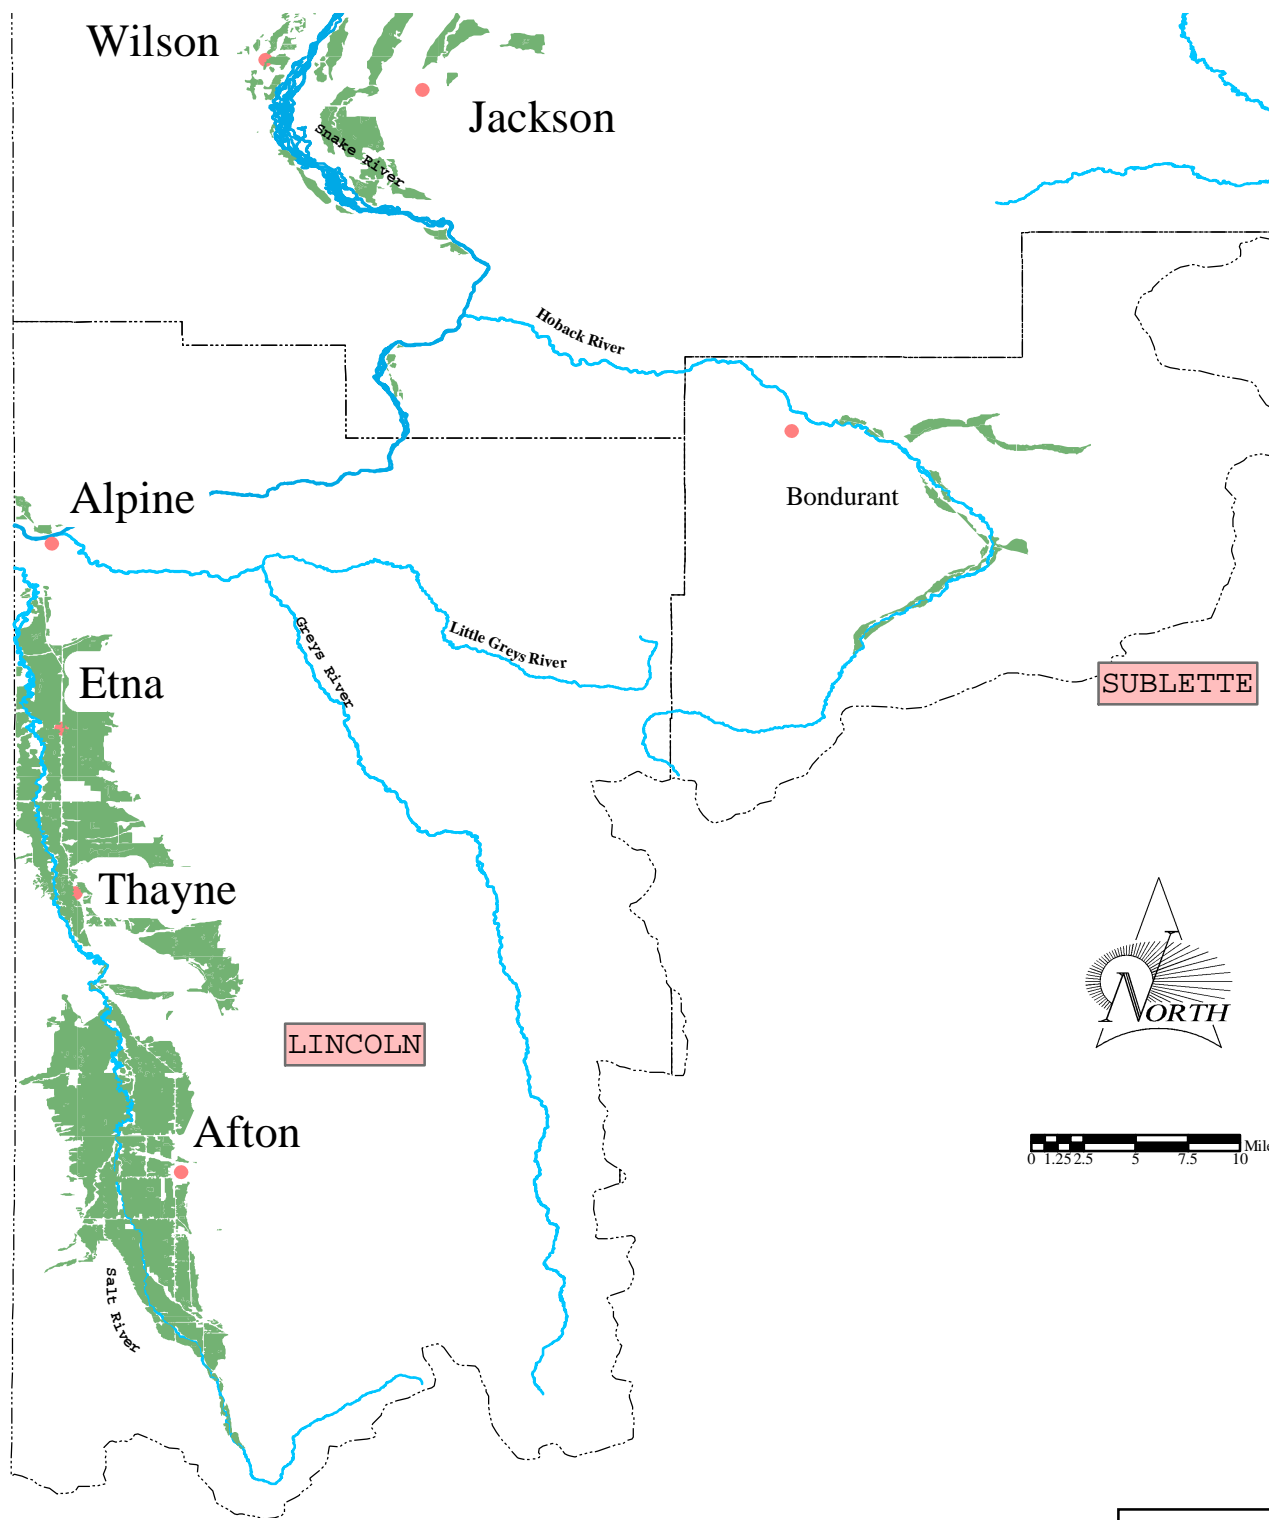 Wilson
Jackson
Snake River
Hoback River
Alpine
Bondurant
Greys River
Little Greys River
Etna
SUBLETTE
Thayne
NORTH
LINCOLN
Afton
0 1.25 2.5 5 7.5 10
Salt River